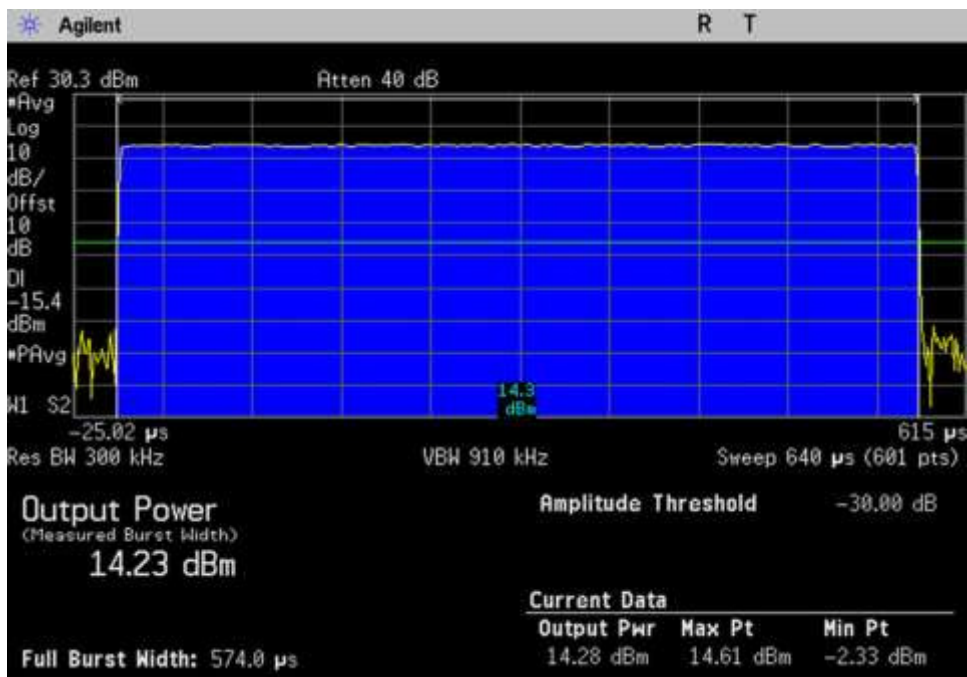 Agilent R T
Ref 30.3 dBm Atten 40 dB
*Avg
Log
10
dB/
Offst
10
dB
DI
-15.4
dBm
*PAvg
14.3
dBm
W1 S2
-25.02 µs 615 µs
Res BW 300 kHz VBW 910 kHz Sweep 640 µs (601 pts)
Output Power Amplitude Threshold -30.00 dB
(Measured Burst Width)
14.23 dBm
Current Data
Output Pwr Max Pt Min Pt
Full Burst Width: 574.0 µs 14.28 dBm 14.61 dBm -2.33 dBm